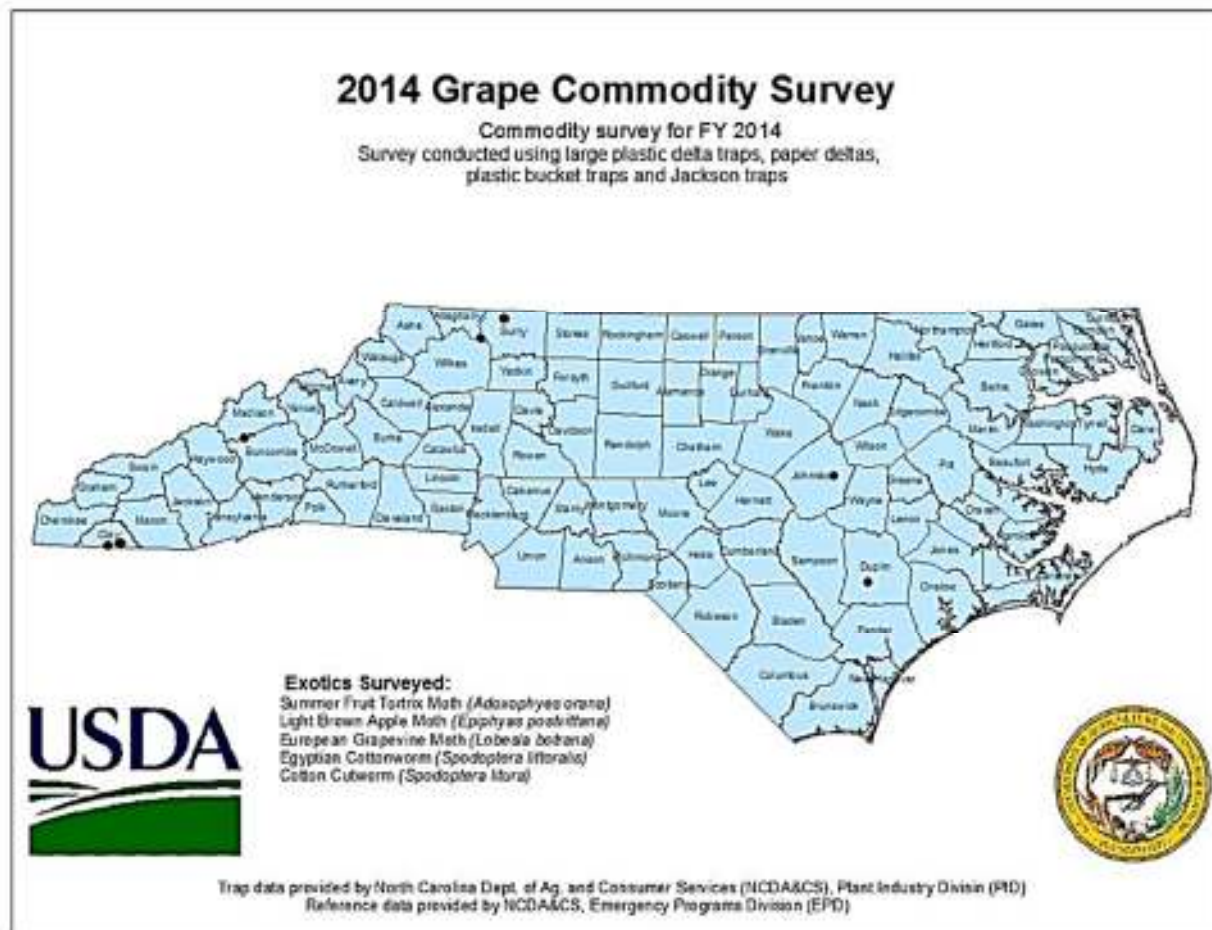 2014 Grape Commodity Survey
Commodity survey for FY 2014
Survey conducted using large plastic delta traps, paper deltas,
plastic bucket traps and Jackson traps
Ashe
Alleghany
Surry
Stokes
Rockingham
Caswell
Person
Granville
Vance
Warren
Northampton
Gates
Halifax
Hertford
Watauga
Wilkes
Yadkin
Forsyth
Guilford
Alamance
Orange
Durham
Franklin
Nash
Bertie
Avery
Madison
Caldwell
Alexander
Iredell
Davie
Davidson
Randolph
Chatham
Wake
Edgecombe
Martin
Washington
Tyrrell
Dare
Haywood
Buncombe
McDowell
Burke
Catawba
Rowan
Wilson
Pitt
Beaufort
Hyde
Swain
Graham
Jackson
Henderson
Polk
Rutherford
Lincoln
Cabarrus
Lee
Harnett
Johnston
Wayne
Greene
Cherokee
Macon
Clay
Cleveland
Gaston
Mecklenburg
Stanly
Montgomery
Moore
Lenoir
Craven
Union
Anson
Richmond
Hoke
Cumberland
Sampson
Duplin
Jones
Onslow
Scotland
Robeson
Bladen
Pender
Columbus
Brunswick
Exotics Surveyed:
Summer Fruit Tortrix Moth (Adoxophyes orana)
Light Brown Apple Moth (Epiphyas postvittana)
European Grapevine Moth (Lobesia botrana)
Egyptian Cottonworm (Spodoptera littoralis)
Cotton Cutworm (Spodoptera litura)
USDA
Trap data provided by North Carolina Dept. of Ag. and Consumer Services (NCDA&CS), Plant Industry Divisin (PID)
Reference data provided by NCDA&CS, Emergency Programs Division (EPD)